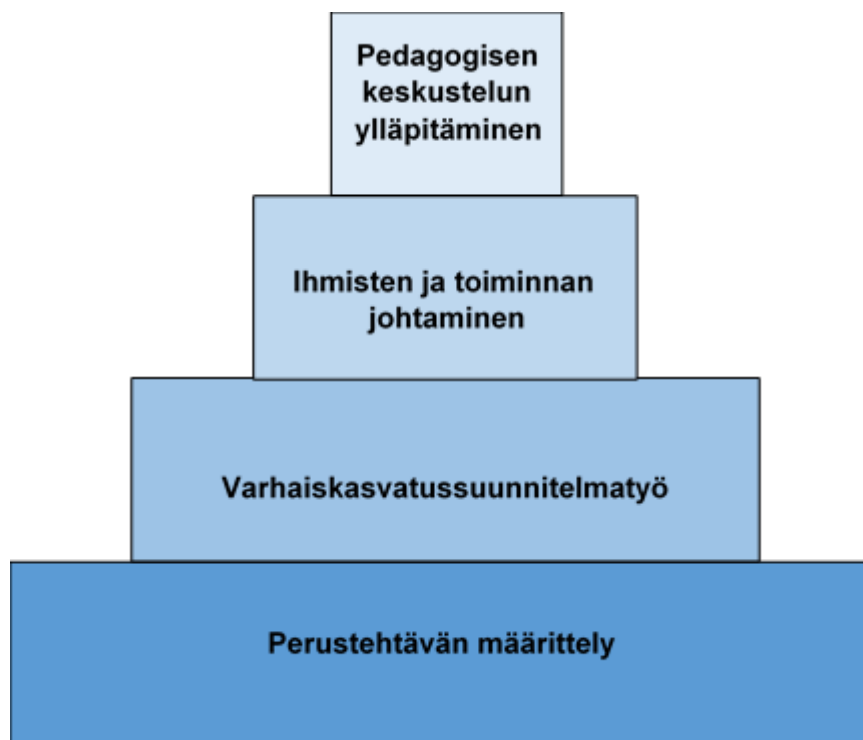 Pedagogisen
keskustelun
ylläpitäminen
Ihmisten ja toiminnan
johtaminen
Varhaiskasvatussuunnitelmatyö
Perustehtävän määrittely